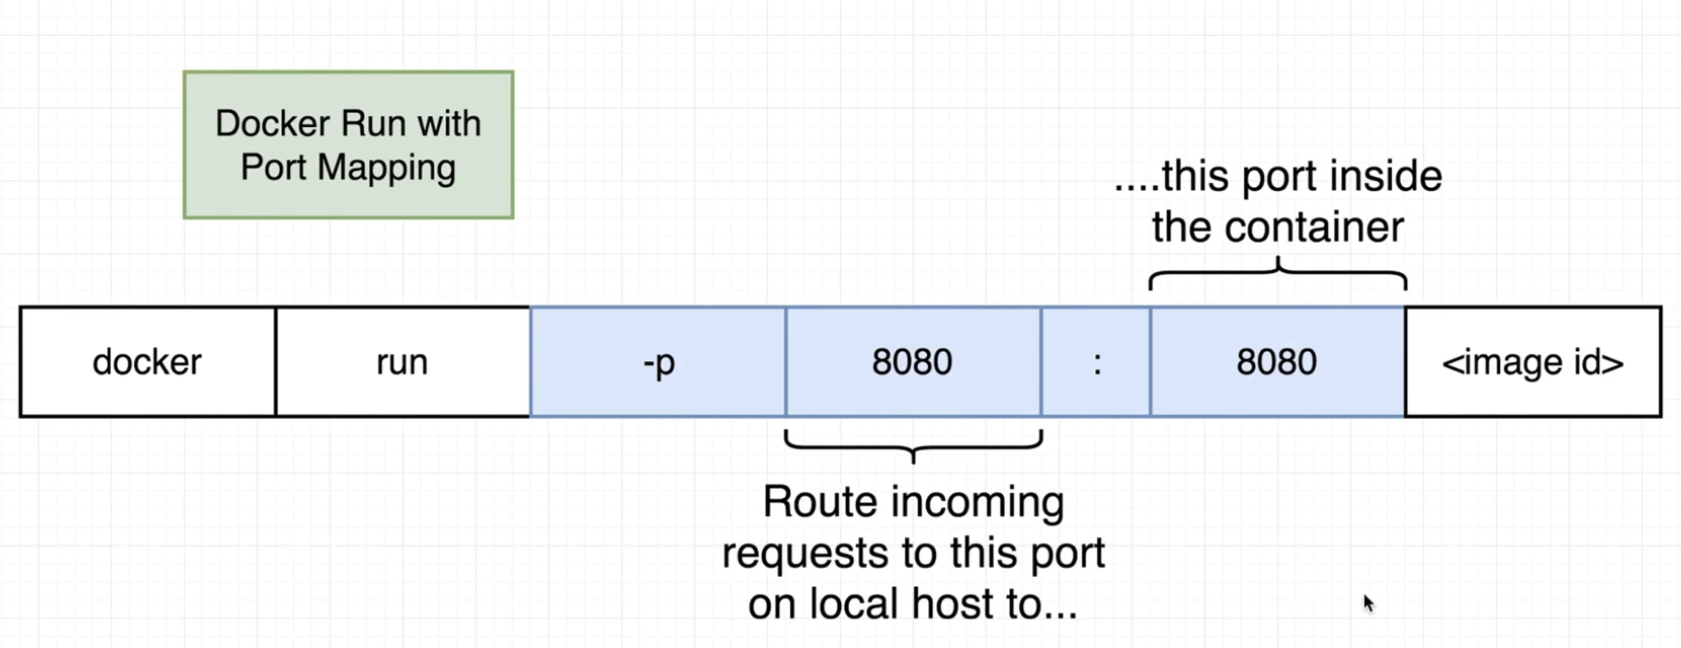 Docker Run with
Port Mapping
....this port inside
the container
docker run -p 8080 : 8080 <image id>
Route incoming
requests to this port
on local host to...